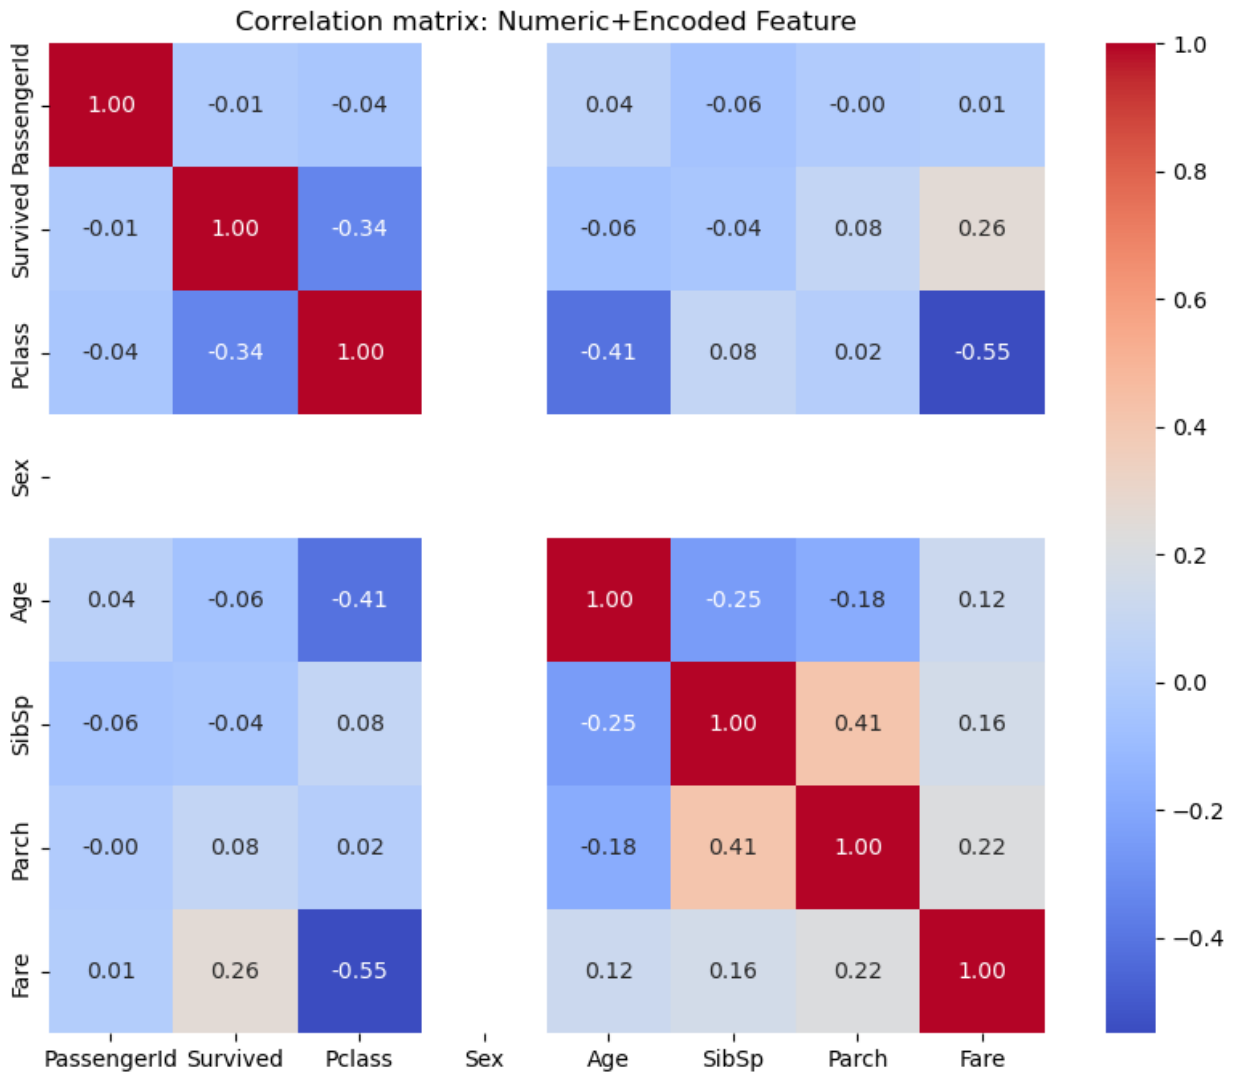 Correlation matrix: Numeric+Encoded Feature
PassengerId 1.00 -0.01 -0.04 0.04 -0.06 -0.00 0.01
Survived -0.01 1.00 -0.34 -0.06 -0.04 0.08 0.26
Pclass -0.04 -0.34 1.00 -0.41 0.08 0.02 -0.55
Sex
Age 0.04 -0.06 -0.41 1.00 -0.25 -0.18 0.12
SibSp -0.06 -0.04 0.08 -0.25 1.00 0.41 0.16
Parch -0.00 0.08 0.02 -0.18 0.41 1.00 0.22
Fare 0.01 0.26 -0.55 0.12 0.16 0.22 1.00
PassengerId Survived Pclass Sex Age SibSp Parch Fare
1.0
0.8
0.6
0.4
0.2
0.0
−0.2
−0.4